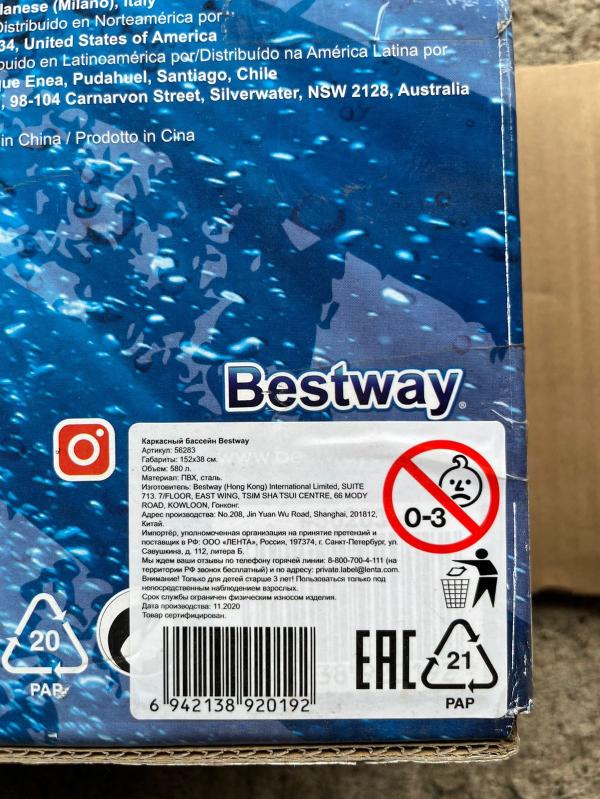 lanese (Milano), Italy
Distribuido en Norteamérica por
34, United States of America
buido en Latinoamérica por/Distribuído na América Latina por
que Enea, Pudahuel, Santiago, Chile
, 98-104 Carnarvon Street, Silverwater, NSW 2128, Australia
in China / Prodotto in Cina
Bestway®
Каркасный бассейн Bestway
Артикул: 56283
Габариты: 152х38 см.
Объем: 580 л.
Материал: ПВХ, сталь.
Изготовитель: Bestway (Hong Kong) International Limited, SUITE
713. 7/FLOOR, EAST WING, TSIM SHA TSUI CENTRE, 66 MODY
ROAD, KOWLOON, Гонконг.
Адрес производства: No.208, Jin Yuan Wu Road, Shanghai, 201812,
Китай.
Импортёр, уполномоченная организация на принятие претензий и
поставщик в РФ: ООО «ЛЕНТА», Россия, 197374, г. Санкт-Петербург, ул.
Савушкина, д. 112, литера Б.
Мы ждем ваши отзывы по телефону горячей линии: 8-800-700-4-111 (на
территории РФ звонок бесплатный) и по адресу: private.label@lenta.com.
Внимание! Только для детей старше 3 лет! Пользоваться только под
непосредственным наблюдением взрослых.
Срок службы ограничен физическим износом изделия.
Дата производства: 11.2020
Товар сертифицирован.
0-3
20
PAP
6 942138 920192
EAC
21
PAP